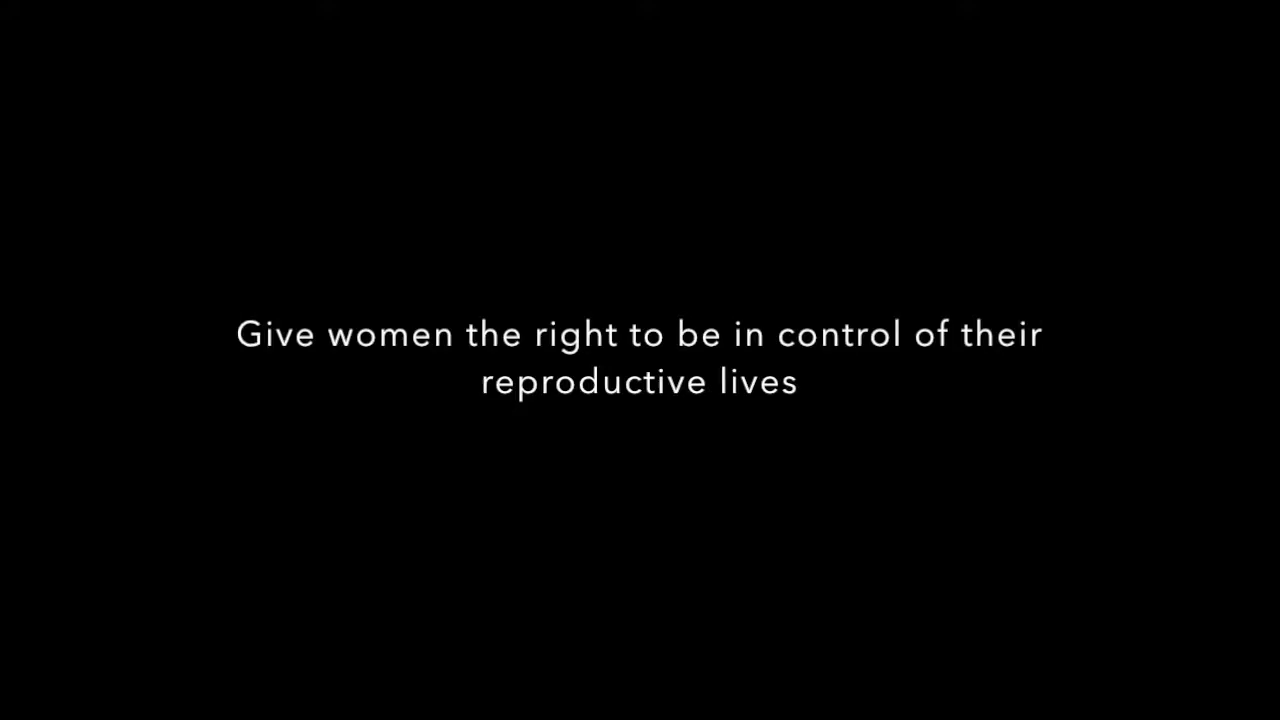 Give women the right to be in control of their
reproductive lives